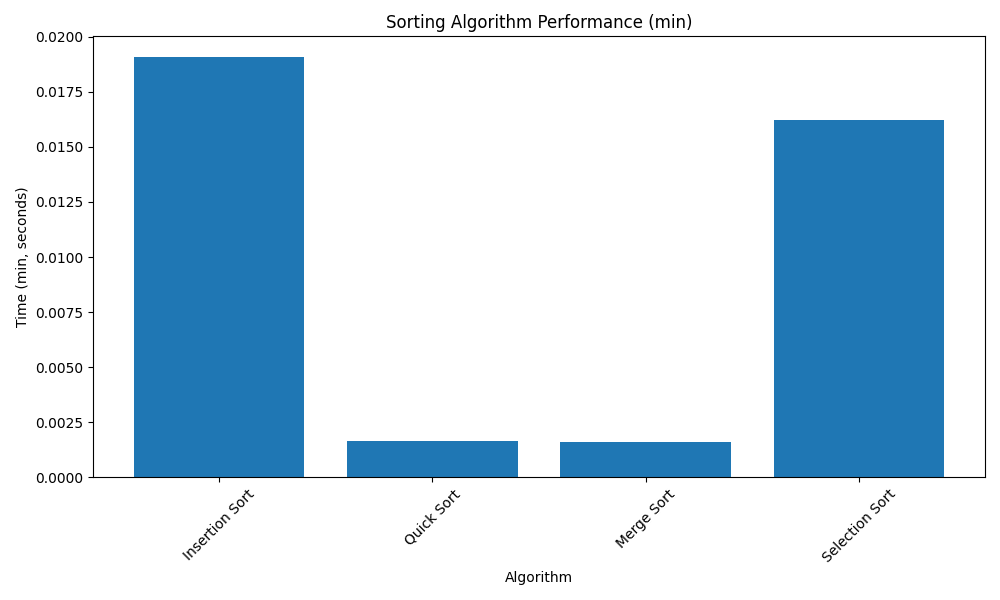 Sorting Algorithm Performance (min)
Time (min, seconds)
0.0200
0.0175
0.0150
0.0125
0.0100
0.0075
0.0050
0.0025
0.0000
Insertion Sort
Quick Sort
Merge Sort
Selection Sort
Algorithm